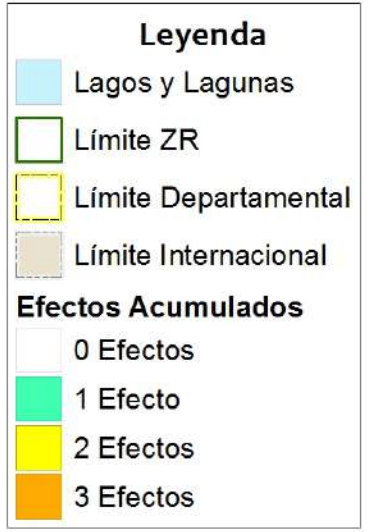 Leyenda
Lagos y Lagunas
Límite ZR
Límite Departamental
Límite Internacional
Efectos Acumulados
0 Efectos
1 Efecto
2 Efectos
3 Efectos